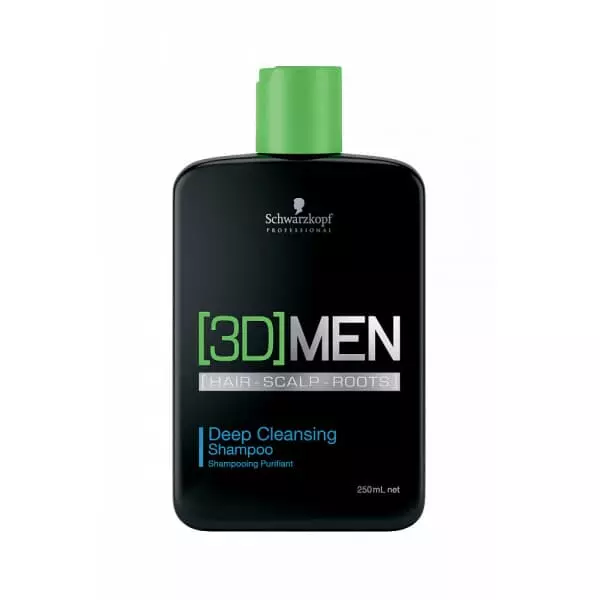 Schwarzkopf
PROFESSIONAL
[3D]MEN
[HAIR - SCALP - ROOTS]
Deep Cleansing
Shampoo
Shampooing Purifiant
250mL net